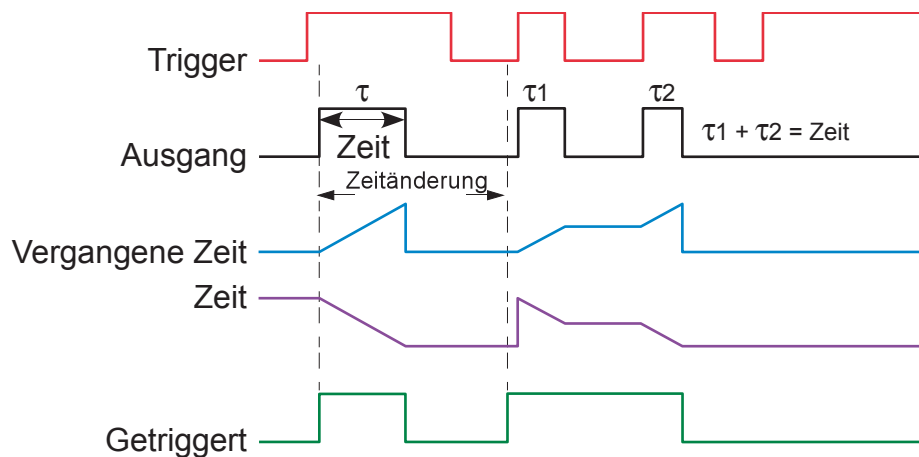 Trigger
τ
τ1
τ2
τ1 + τ2 = Zeit
Ausgang
Zeit
Zeitänderung
Vergangene Zeit
Zeit
Getriggert